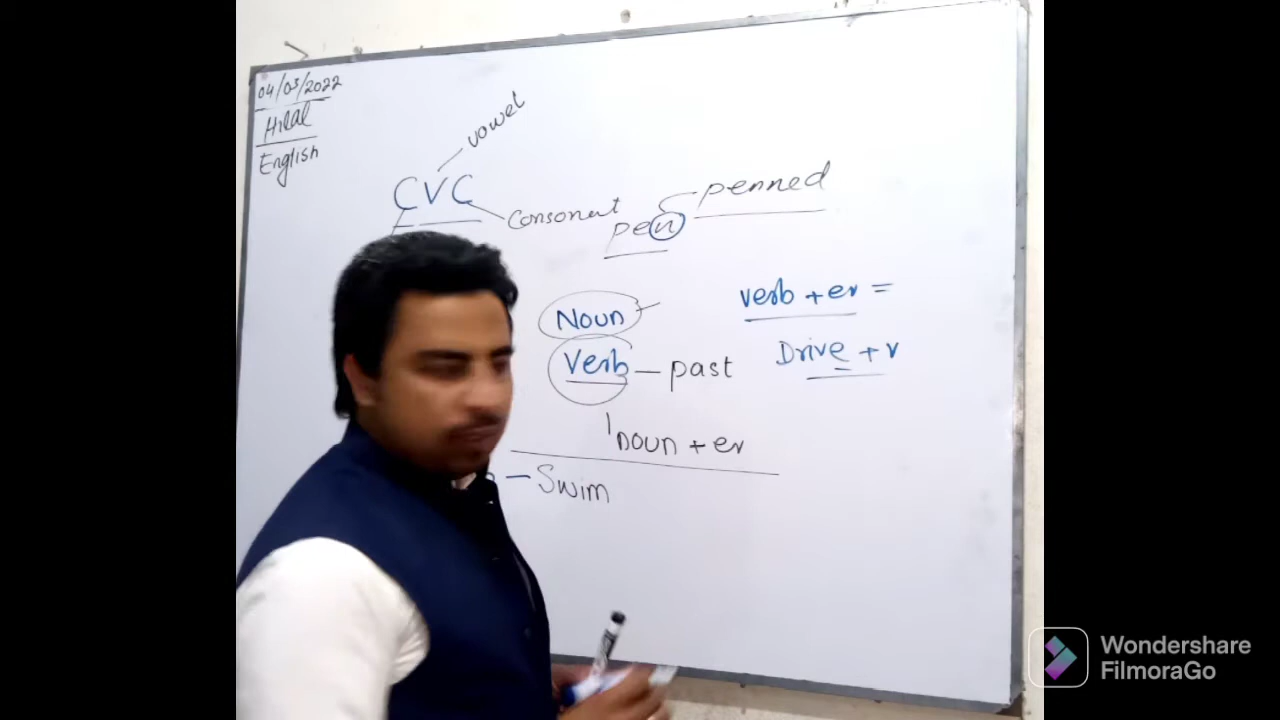 04/03/2022
Hilal
English
vowel
CVC
Consonent
penned
pen
Noun
verb + er =
Verb — past
Drive + r
noun + er
– Swim
Wondershare
FilmoraGo